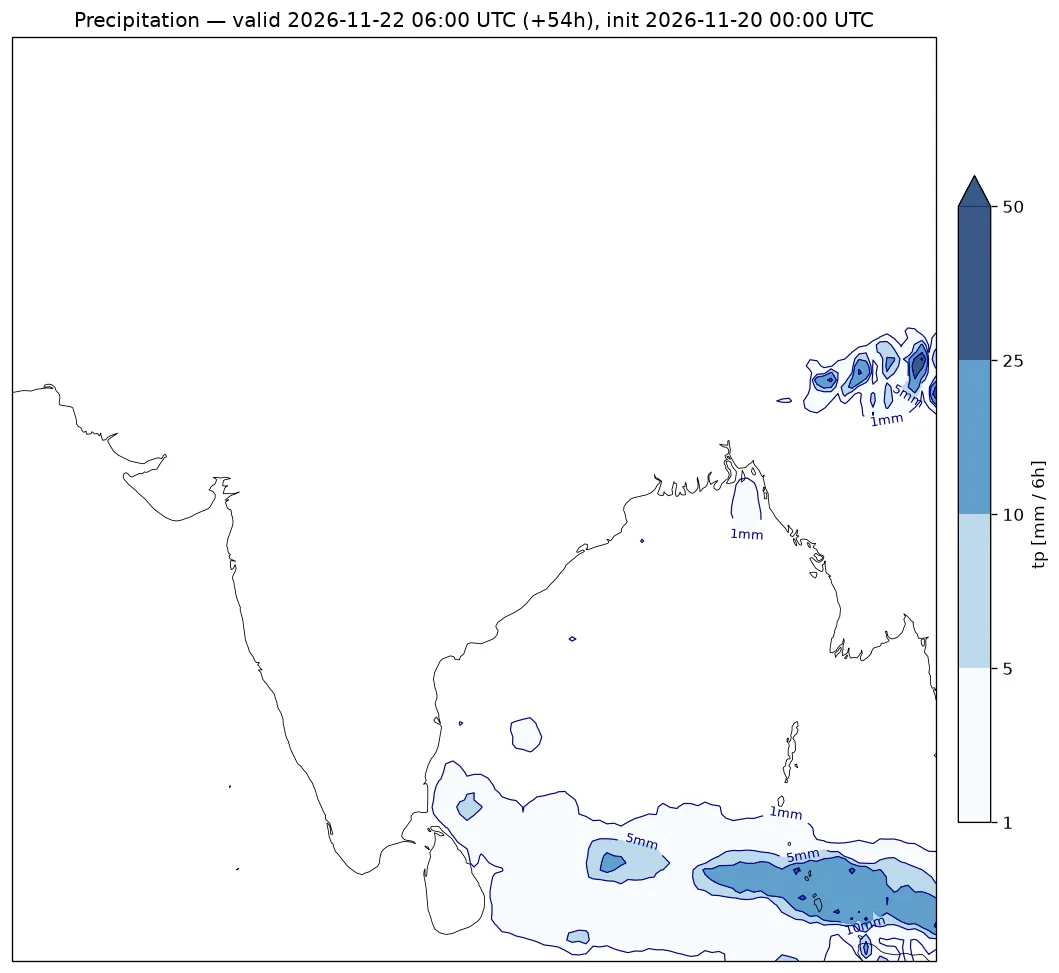 Precipitation — valid 2026-11-22 06:00 UTC (+54h), init 2026-11-20 00:00 UTC
50
25
10
5
1
tp [mm / 6h]
5mm
1mm
1mm
1mm
5mm
5mm
10mm